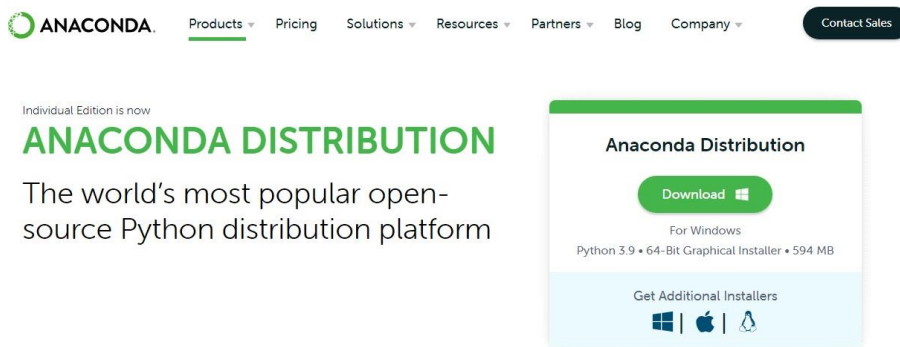 ANACONDA.
Products Pricing Solutions Resources Partners Blog Company Contact Sales
Individual Edition is now
ANACONDA DISTRIBUTION
The world's most popular open-
source Python distribution platform
Anaconda Distribution
Download
For Windows
Python 3.9 • 64-Bit Graphical Installer • 594 MB
Get Additional Installers
| |